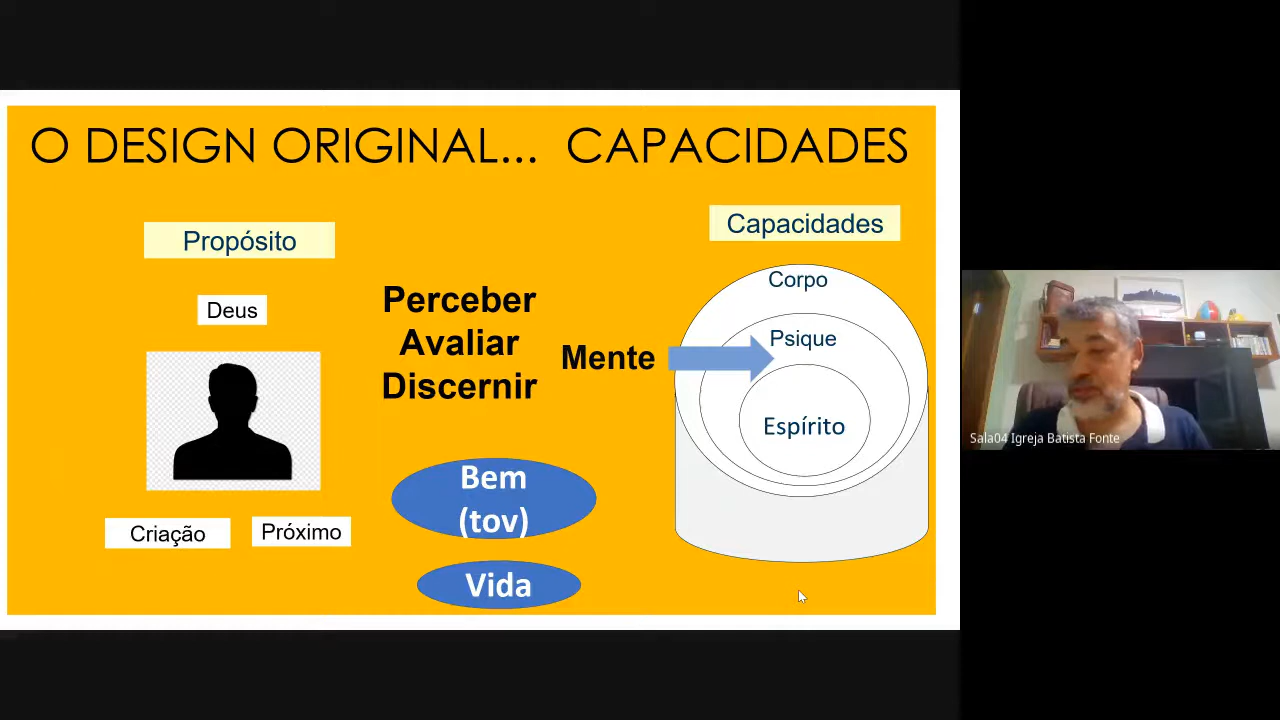 O DESIGN ORIGINAL... CAPACIDADES
Propósito
Deus
Criação
Próximo
Perceber
Avaliar
Discernir
Mente
Bem
(tov)
Vida
Capacidades
Corpo
Psique
Espírito
Sala04 Igreja Batista Fonte